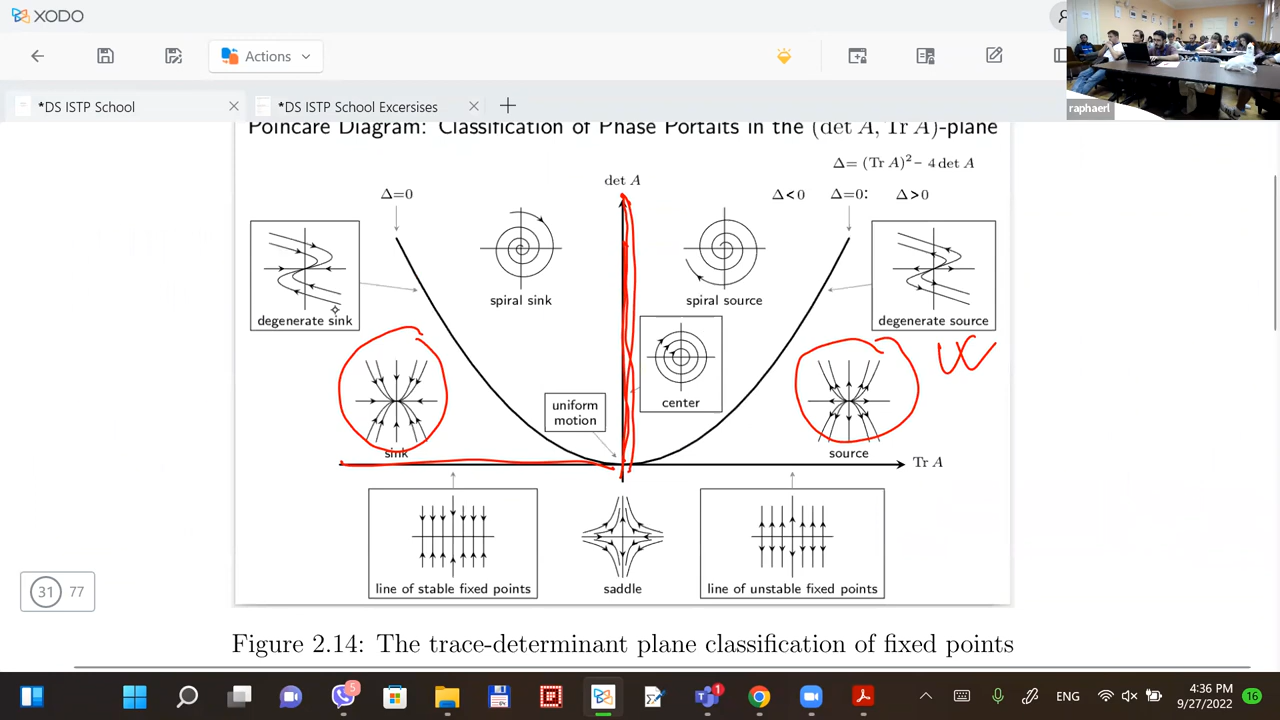 XODO
Actions
raphaerl
*DS ISTP School
*DS ISTP School Excersises
Poincare Diagram: Classification of Phase Portaits in the (det A, Tr A)-plane
Δ= (Tr A)² − 4 det A
det A
Δ=0
Δ<0 Δ=0: Δ>0
spiral sink
spiral source
degenerate sink
degenerate source
center
uniform
motion
sink
source
Tr A
line of stable fixed points
saddle
line of unstable fixed points
31 77
Figure 2.14: The trace-determinant plane classification of fixed points
5
1
ENG
4:36 PM
9/27/2022
16